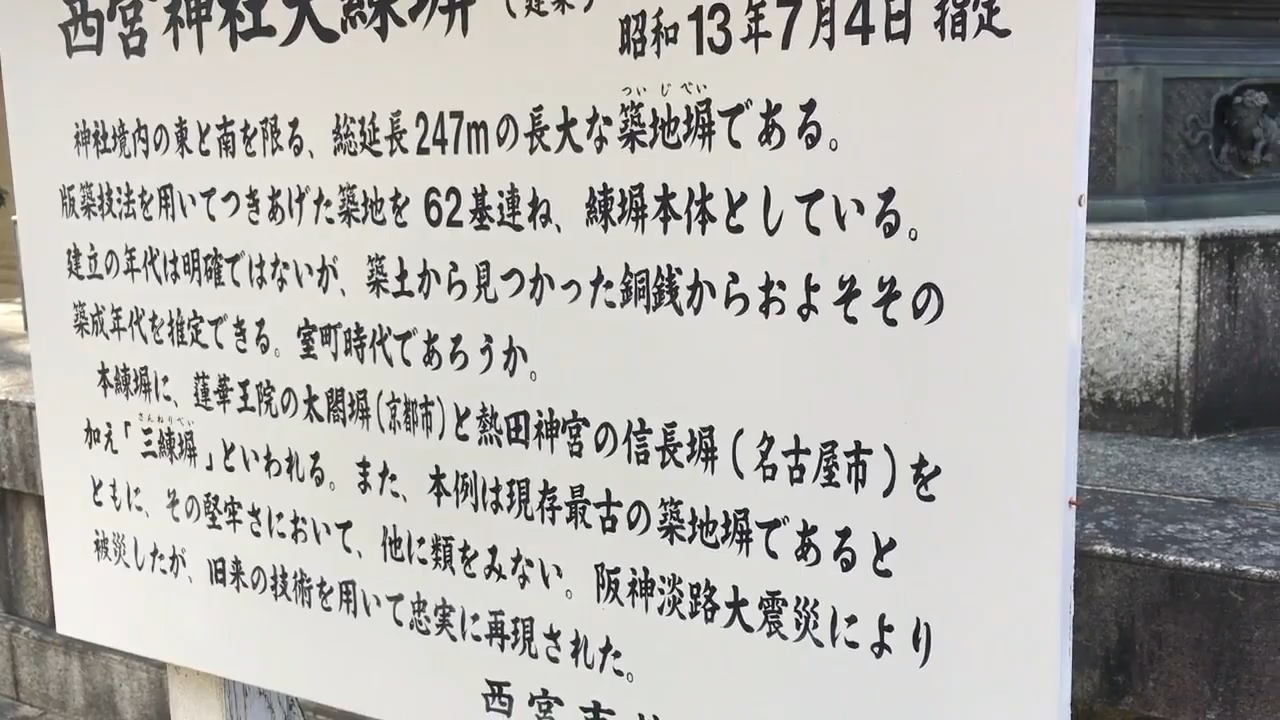 西宮神社大練塀 (建築)
昭和13年7月4日 指定
神社境内の東と南を限る、総延長247mの長大な築地塀である。
ついじべい
版築技法を用いてつきあげた築地を 62基連ね、練塀本体としている。
建立の年代は明確ではないが、築土から見つかった銅銭からおよそその
築成年代を推定できる。室町時代であろうか。
本練塀に、蓮華王院の太閤塀(京都市)と熱田神宮の信長塀(名古屋市)を
さんねりべい
加え「三練塀」といわれる。また、本例は現存最古の築地塀であると
ともに、その堅牢さにおいて、他に類をみない。阪神淡路大震災により
被災したが、旧来の技術を用いて忠実に再現された。
西宮市